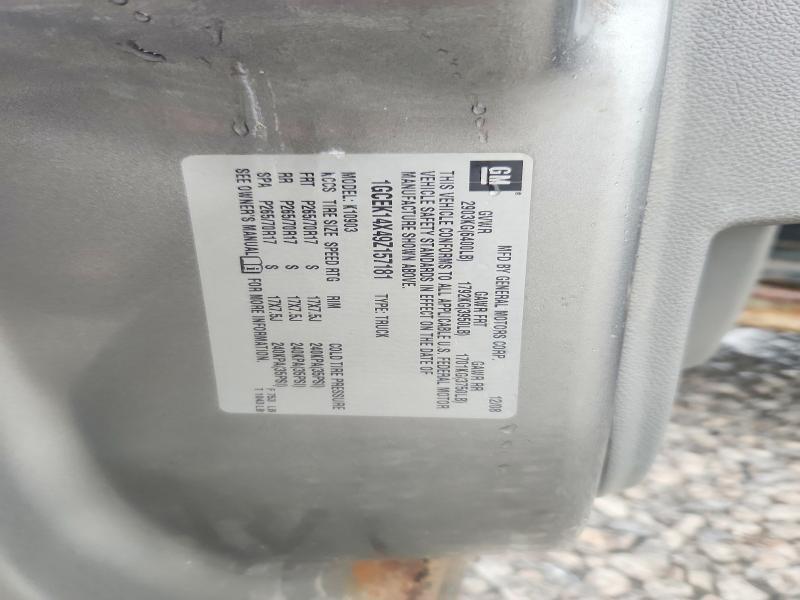 GM
MFD BY GENERAL MOTORS CORP. 12/08
GVWR GAWR FRT GAWR RR
2903KG(6400LB) 1792KG(3950LB) 1701KG(3750LB)
THIS VEHICLE CONFORMS TO ALL APPLICABLE U.S. FEDERAL MOTOR
VEHICLE SAFETY STANDARDS IN EFFECT ON THE DATE OF
MANUFACTURE SHOWN ABOVE.
1GCEK14X49Z157181 TYPE: TRUCK
MODEL: K10903
TIRE SIZE SPEED RTG RIM COLD TIRE PRESSURE
FRT P265/70R17 S 17X7.5J 240KPA(35PSI)
RR P265/70R17 S 17X7.5J 240KPA(35PSI)
SPA P265/70R17 S 17X7.5J 240KPA(35PSI)
SEE OWNER'S MANUAL FOR MORE INFORMATION.